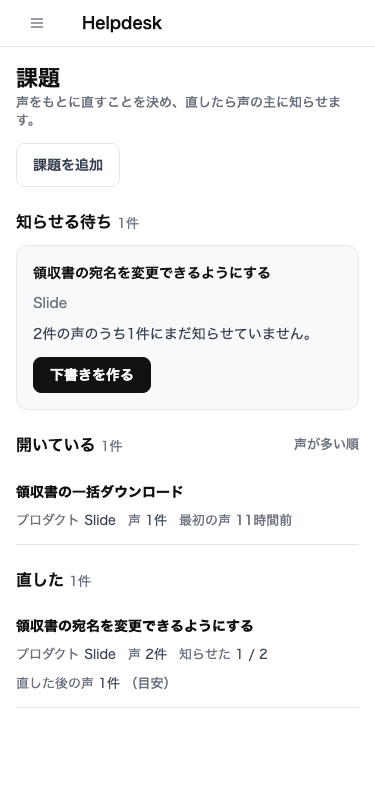 Helpdesk
課題
声をもとに直すことを決め、直したら声の主に知らせま
す。
課題を追加
知らせる待ち 1件
領収書の宛名を変更できるようにする
Slide
2件の声のうち1件にまだ知らせていません。
下書きを作る
開いている 1件 声が多い順
領収書の一括ダウンロード
プロダクト Slide 声 1件 最初の声 11時間前
直した 1件
領収書の宛名を変更できるようにする
プロダクト Slide 声 2件 知らせた 1 / 2
直した後の声 1件 （目安）